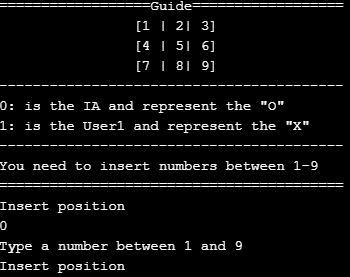 ==================Guide==================
[1 | 2| 3]
[4 | 5| 6]
[7 | 8| 9]
-----------------------------------------
0: is the IA and represent the "O"
1: is the User1 and represent the "X"
-----------------------------------------
You need to insert numbers between 1-9
=========================================
Insert position
0
Type a number between 1 and 9
Insert position